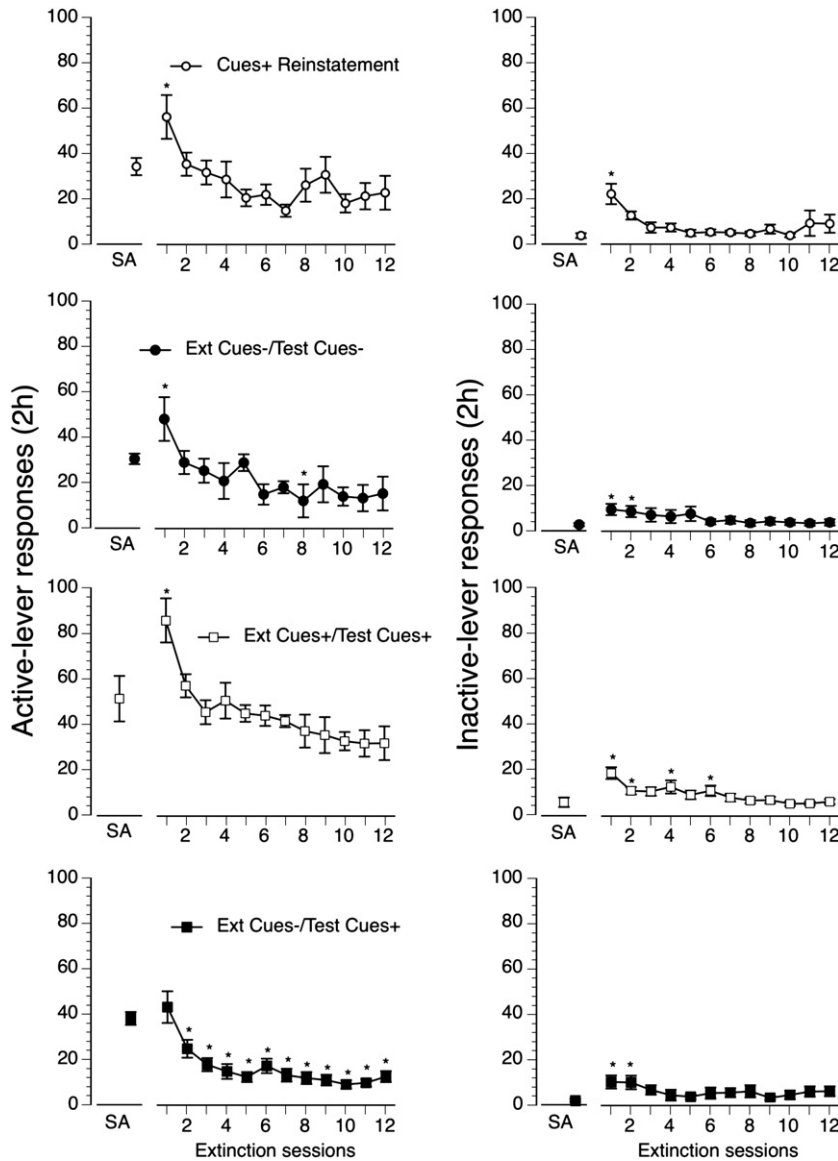 Active-lever responses (2h)
Inactive-lever responses (2h)
100
80
60
40
20
0
SA
2 4 6 8 10 12
Cues+ Reinstatement
*
100
80
60
40
20
0
SA
2 4 6 8 10 12
*
100
80
60
40
20
0
SA
2 4 6 8 10 12
Ext Cues-/Test Cues-
* *
100
80
60
40
20
0
SA
2 4 6 8 10 12
* *
100
80
60
40
20
0
SA
2 4 6 8 10 12
Ext Cues+/Test Cues+
*
100
80
60
40
20
0
SA
2 4 6 8 10 12
* * * *
100
80
60
40
20
0
SA
2 4 6 8 10 12
Ext Cues-/Test Cues+
* * * * * * * * * * *
Extinction sessions
100
80
60
40
20
0
SA
2 4 6 8 10 12
* *
Extinction sessions